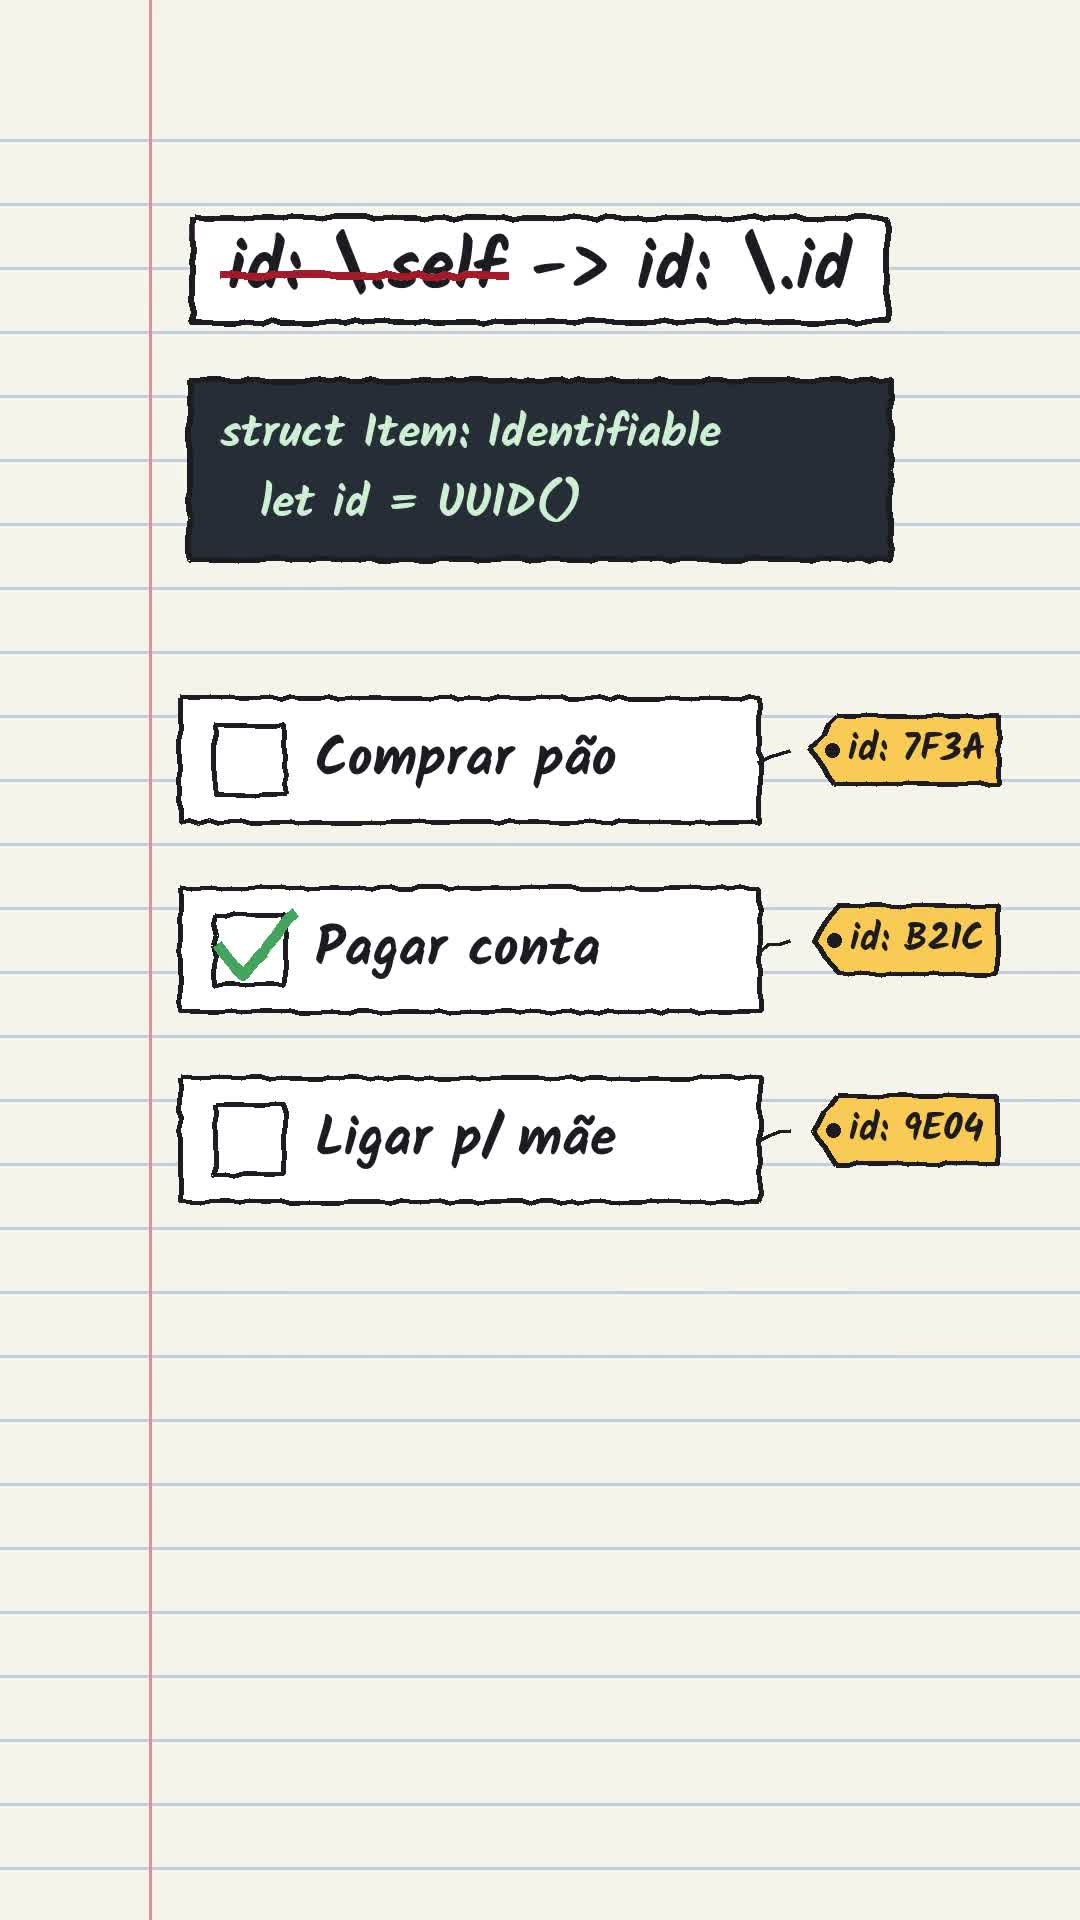 id: \.self -> id: \.id
struct Item: Identifiable
let id = UUID()
Comprar pão
id: 7F3A
Pagar conta
id: B21C
Ligar p/ mãe
id: 9E04